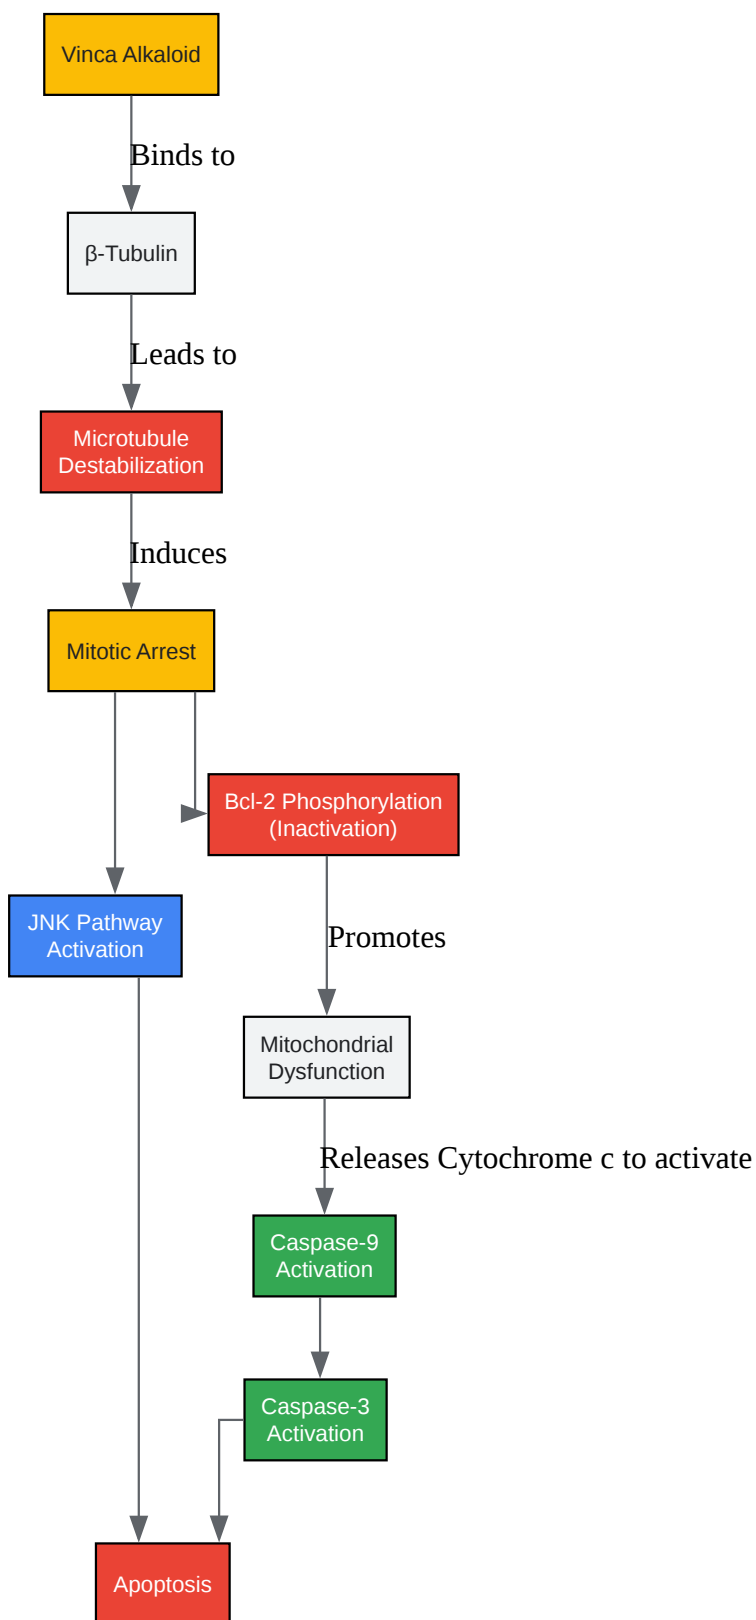 Vinca Alkaloid
Binds to
β-Tubulin
Leads to
Microtubule
Destabilization
Induces
Mitotic Arrest
Bcl-2 Phosphorylation
(Inactivation)
JNK Pathway
Activation
Promotes
Mitochondrial
Dysfunction
Releases Cytochrome c to activate
Caspase-9
Activation
Caspase-3
Activation
Apoptosis